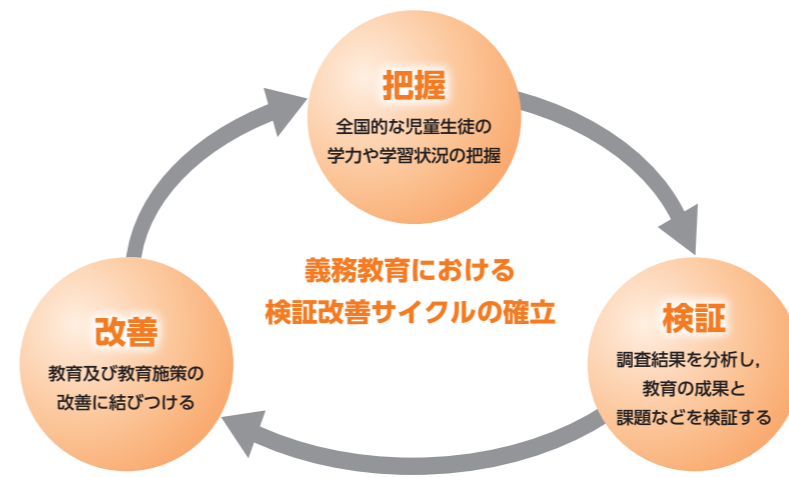 把握
全国的な児童生徒の
学力や学習状況の把握
義務教育における
検証改善サイクルの確立
検証
調査結果を分析し,
教育の成果と
課題などを検証する
改善
教育及び教育施策の
改善に結びつける